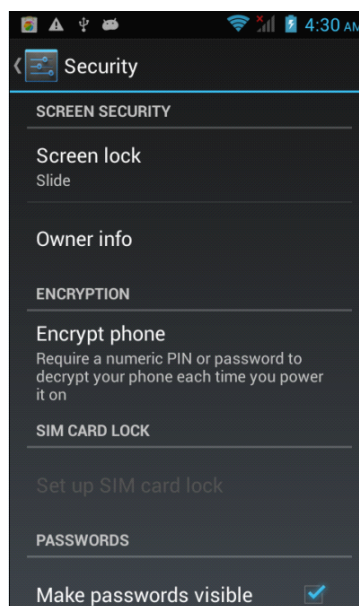 4:30 AM
Security
SCREEN SECURITY
Screen lock
Slide
Owner info
ENCRYPTION
Encrypt phone
Require a numeric PIN or password to
decrypt your phone each time you power
it on
SIM CARD LOCK
Set up SIM card lock
PASSWORDS
Make passwords visible